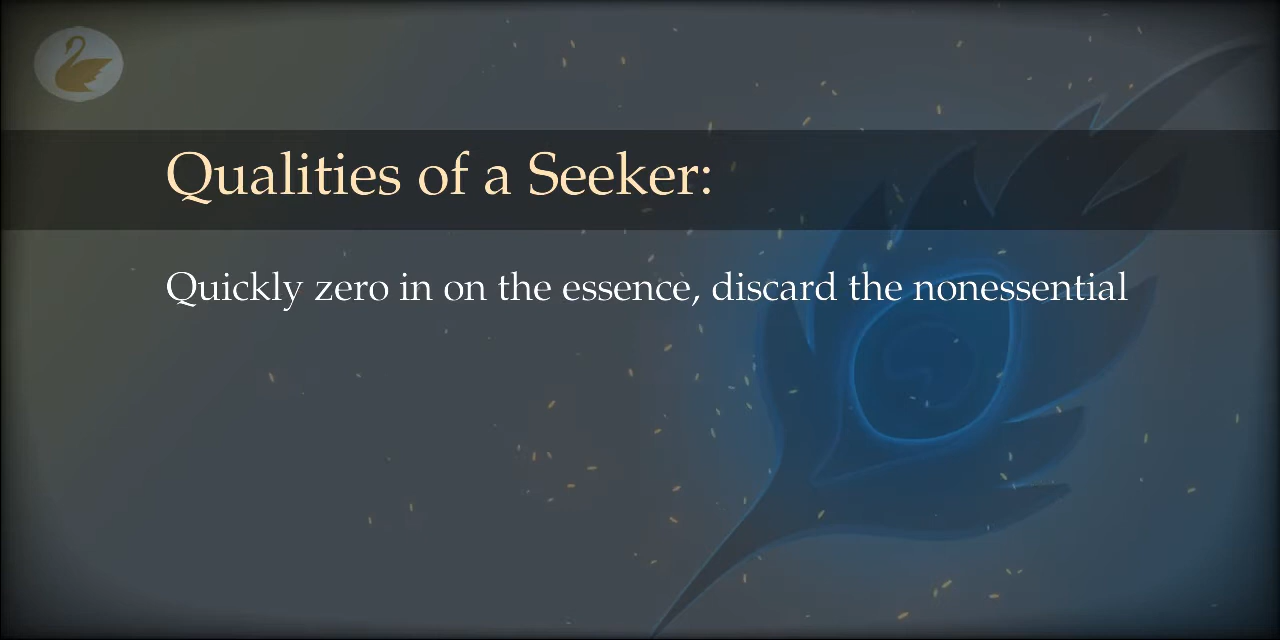 Qualities of a Seeker:
Quickly zero in on the essence, discard the nonessential